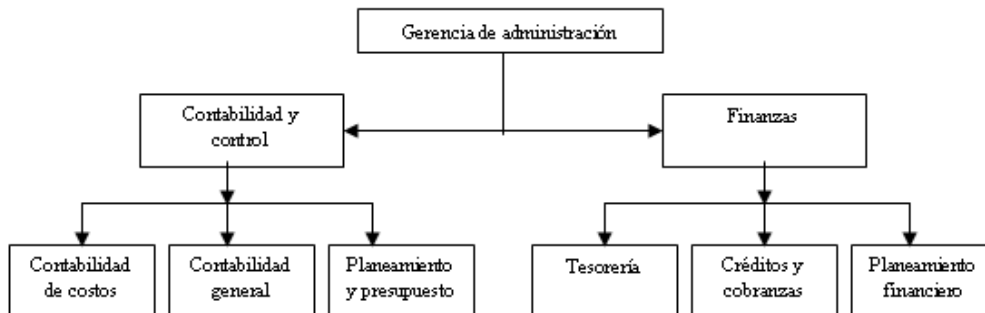 Gerencia de administración
Contabilidad y
control
Finanzas
Contabilidad
de costos
Contabilidad
general
Planeamiento
y presupuesto
Tesorería
Créditos y
cobranzas
Planeamiento
financiero